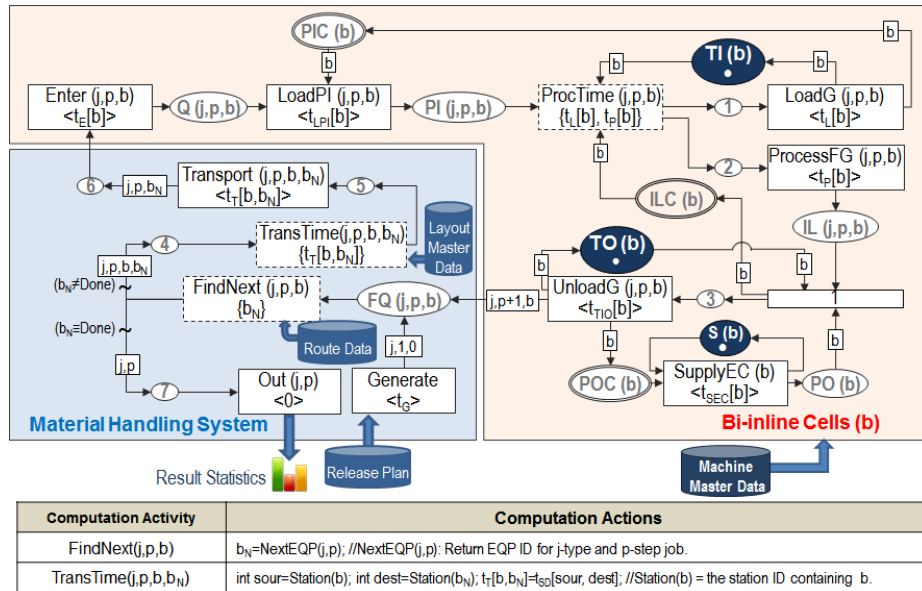 PIC (b)
b
b
b
TI (b)
b
Enter (j,p,b)
<t_E[b]>
Q (j,p,b)
LoadPI (j,p,b)
<t_LPI[b]>
PI (j,p,b)
ProcTime (j,p,b)
{t_L[b], t_P[b]}
1
LoadG (j,p,b)
<t_L[b]>
2
ProcessFG (j,p,b)
<t_P[b]>
6
j,p,b_N
Transport (j,p,b,b_N)
<t_T[b,b_N]>
5
ILC (b)
IL (j,p,b)
4
TransTime(j,p,b,b_N)
{t_T[b,b_N]}
Layout
Master
Data
j,p,b,b_N
(b_N≠Done) ~
b
TO (b)
b
b
FindNext (j,p,b)
{b_N}
FQ (j,p,b)
j,p+1,b
UnloadG (j,p,b)
<t_TIO[b]>
3
1
(b_N≡Done) ~
Route Data
j,1,0
b
S (b)
b
j,p
7
Out (j,p)
<0>
Generate
<t_G>
POC (b)
SupplyEC (b)
<t_SEC[b]>
PO (b)
Material Handling System
Bi-inline Cells (b)
Result Statistics
Release Plan
Machine
Master Data
Computation Activity
Computation Actions
FindNext(j,p,b)
b_N=NextEQP(j,p); //NextEQP(j,p): Return EQP ID for j-type and p-step job.
TransTime(j,p,b,b_N)
int sour=Station(b); int dest=Station(b_N); t_T[b,b_N]=t_SD[sour, dest]; //Station(b) = the station ID containing b.